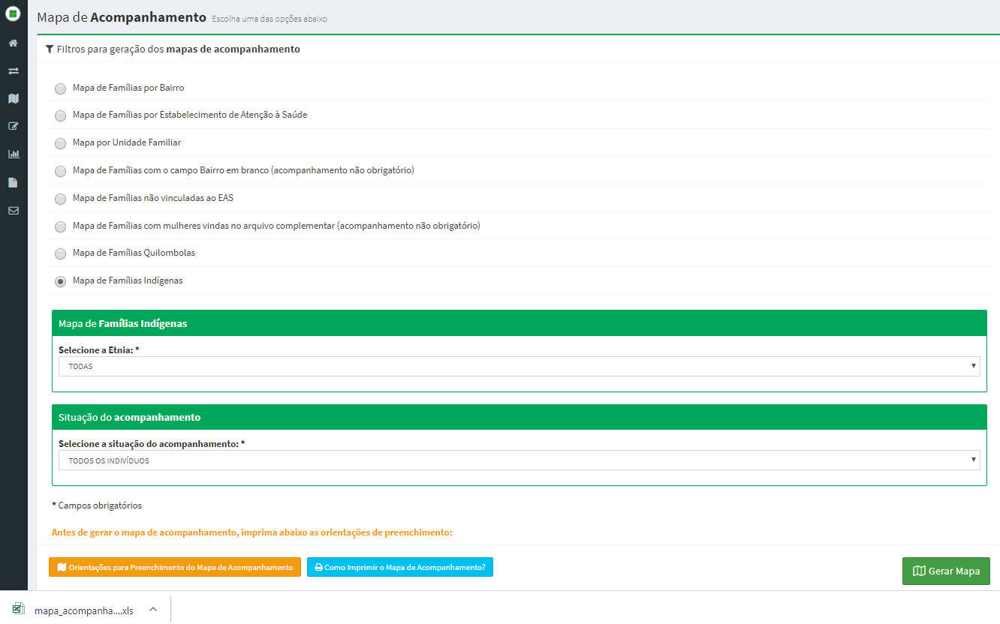 Mapa de Acompanhamento Escolha uma das opções abaixo
Filtros para geração dos mapas de acompanhamento
Mapa de Famílias por Bairro
Mapa de Famílias por Estabelecimento de Atenção à Saúde
Mapa por Unidade Familiar
Mapa de Famílias com o campo Bairro em branco (acompanhamento não obrigatório)
Mapa de Famílias não vinculadas ao EAS
Mapa de Famílias com mulheres vindas no arquivo complementar (acompanhamento não obrigatório)
Mapa de Famílias Quilombolas
Mapa de Famílias Indígenas
Mapa de Famílias Indígenas
Selecione a Etnia: *
TODAS
Situação do acompanhamento
Selecione a situação do acompanhamento: *
TODOS OS INDIVÍDUOS
* Campos obrigatórios
Antes de gerar o mapa de acompanhamento, imprima abaixo as orientações de preenchimento:
Orientações para Preenchimento do Mapa de Acompanhamento Como Imprimir o Mapa de Acompanhamento? Gerar Mapa
mapa_acompanha....xls